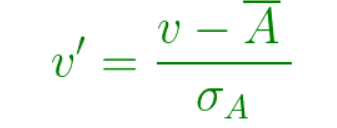 v′ = (v − A̅) / σ_A